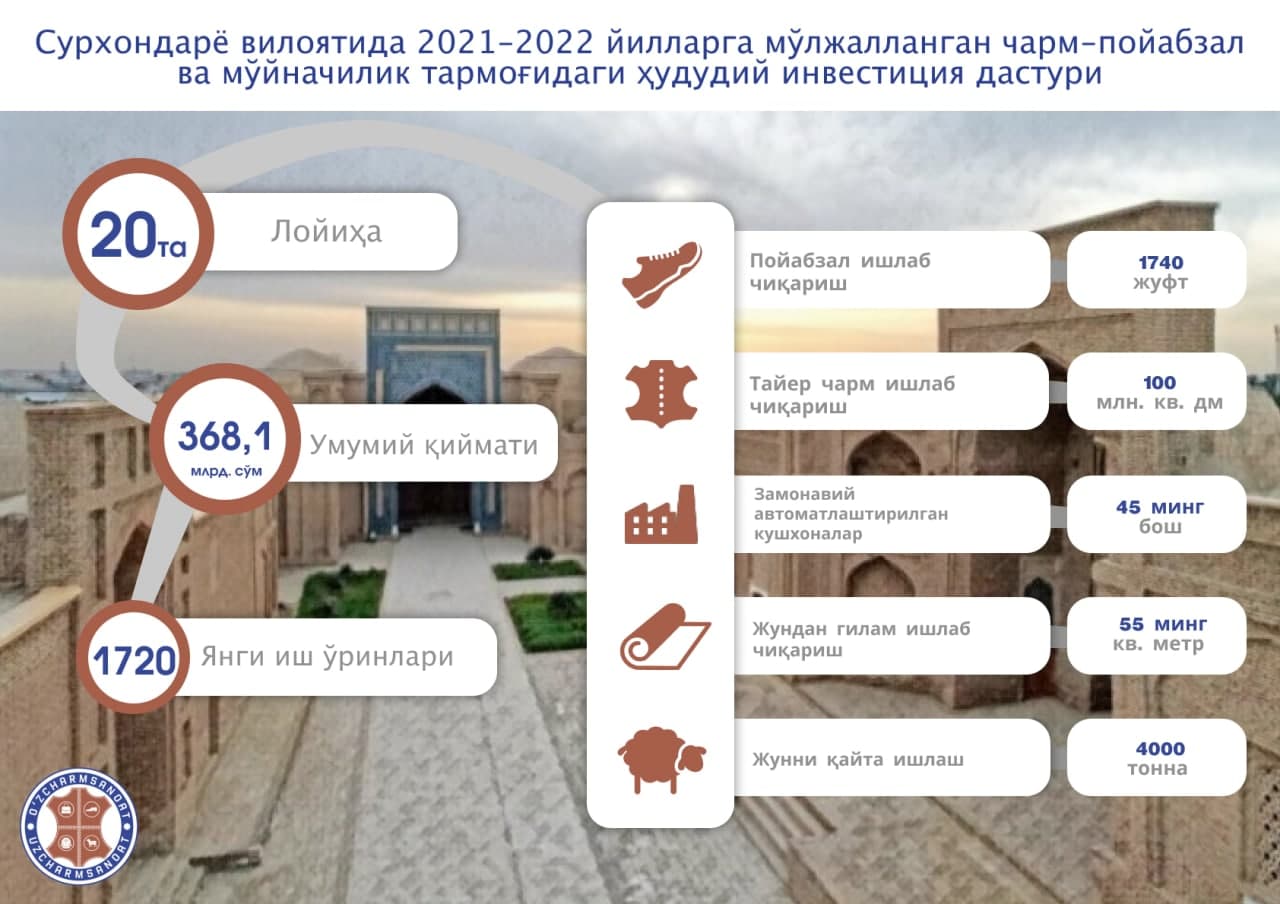 Сурхондарё вилоятида 2021-2022 йилларга мўлжалланган чарм-пойабзал
ва мўйначилик тармоғидаги ҳудудий инвестиция дастури
20та
Лойиҳа
368,1
млрд. сўм
Умумий қиймати
1720
Янги иш ўринлари
Пойабзал ишлаб
чиқариш
1740
жуфт
Тайер чарм ишлаб
чиқариш
100
млн. кв. дм
Замонавий
автоматлаштирилган
кушхоналар
45 минг
бош
Жундан гилам ишлаб
чиқариш
55 минг
кв. метр
Жунни қайта ишлаш
4000
тонна
O'ZCHARMSANOAT
UZCHARMSANOAT